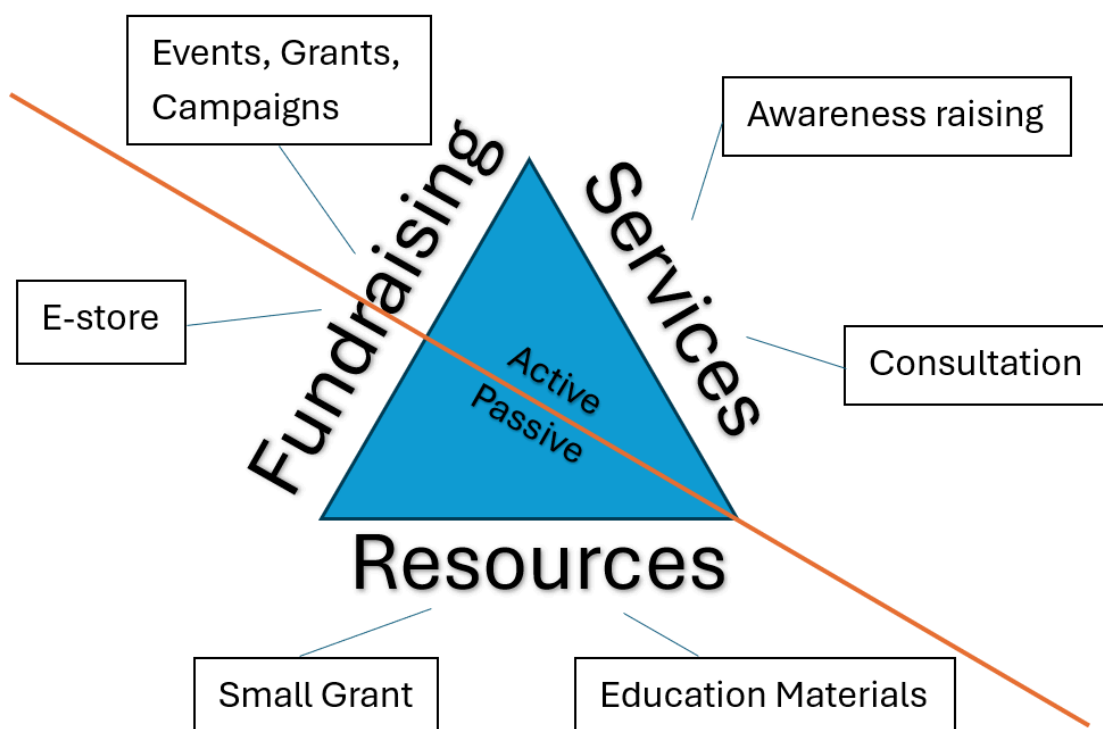 Events, Grants,
Campaigns
Awareness raising
Fundraising
Services
E-store
Active
Passive
Consultation
Resources
Small Grant
Education Materials